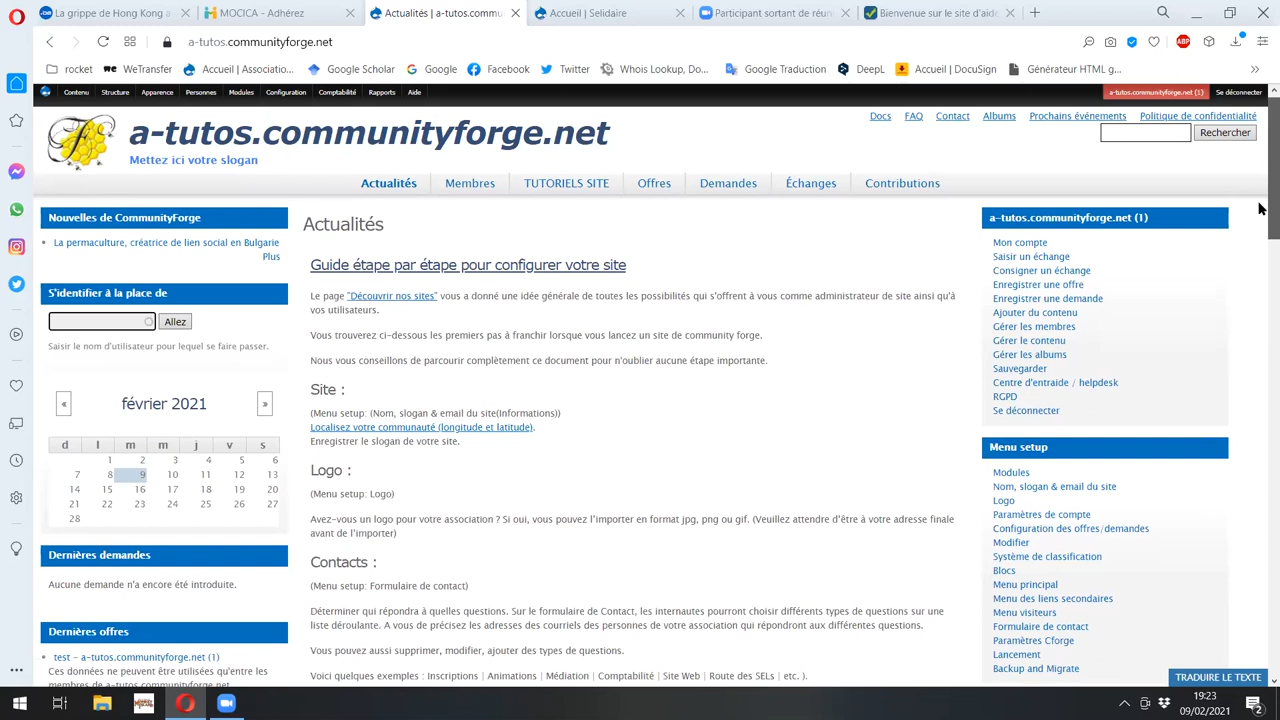 La grippe de Hong Kong a
MOCICA - Adhérez
Actualités | a-tutos.commu
Accueil | Selidaire
Participant sortant de réun
Bienvenue sur le site d'aide
a-tutos.communityforge.net
rocket
WeTransfer
Accueil | Associatio...
Google Scholar
Google
Facebook
Twitter
Whois Lookup, Do...
Google Traduction
DeepL
Accueil | DocuSign
Générateur HTML g...
Contenu
Structure
Apparence
Personnes
Modules
Configuration
Comptabilité
Rapports
Aide
a-tutos.communityforge.net (1)
Se déconnecter
Docs
FAQ
Contact
Albums
Prochains événements
Politique de confidentialité
Rechercher
a-tutos.communityforge.net
Mettez ici votre slogan
Actualités
Membres
TUTORIELS SITE
Offres
Demandes
Échanges
Contributions
Nouvelles de CommunityForge
La permaculture, créatrice de lien social en Bulgarie
Plus
S'identifier à la place de
Allez
Saisir le nom d'utilisateur pour lequel se faire passer.
«
février 2021
»
d l m m j v s
1 2 3 4 5 6
7 8 9 10 11 12 13
14 15 16 17 18 19 20
21 22 23 24 25 26 27
28
Dernières demandes
Aucune demande n'a encore été introduite.
Dernières offres
test - a-tutos.communityforge.net (1)
Ces données ne peuvent être utilisées qu'entre les
membres de a-tutos.communityforge.net
Actualités
Guide étape par étape pour configurer votre site
Le page "Découvrir nos sites" vous a donné une idée générale de toutes les possibilités qui s'offrent à vous comme administrateur de site ainsi qu'à
vos utilisateurs.
Vous trouverez ci-dessous les premiers pas à franchir lorsque vous lancez un site de community forge.
Nous vous conseillons de parcourir complètement ce document pour n'oublier aucune étape importante.
Site :
(Menu setup: (Nom, slogan & email du site(Informations))
Localisez votre communauté (longitude et latitude).
Enregistrer le slogan de votre site.
Logo :
(Menu setup: Logo)
Avez-vous un logo pour votre association ? Si oui, vous pouvez l'importer en format jpg, png ou gif. (Veuillez attendre d'être à votre adresse finale
avant de l'importer)
Contacts :
(Menu setup: Formulaire de contact)
Déterminer qui répondra à quelles questions. Sur le formulaire de Contact, les internautes pourront choisir différents types de questions sur une
liste déroulante. A vous de précisez les adresses des courriels des personnes de votre association qui répondront aux différentes questions.
Vous pouvez aussi supprimer, modifier, ajouter des types de questions.
Voici quelques exemples : Inscriptions | Animations | Médiation | Comptabilité | Site Web | Route des SELs | etc. ).
a-tutos.communityforge.net (1)
Mon compte
Saisir un échange
Consigner un échange
Enregistrer une offre
Enregistrer une demande
Ajouter du contenu
Gérer les membres
Gérer le contenu
Gérer les albums
Sauvegarder
Centre d'entraide / helpdesk
RGPD
Se déconnecter
Menu setup
Modules
Nom, slogan & email du site
Logo
Paramètres de compte
Configuration des offres/demandes
Modifier
Système de classification
Blocs
Menu principal
Menu des liens secondaires
Menu visiteurs
Formulaire de contact
Paramètres Cforge
Lancement
Backup and Migrate
TRADUIRE LE TEXTE
19:23
09/02/2021
2